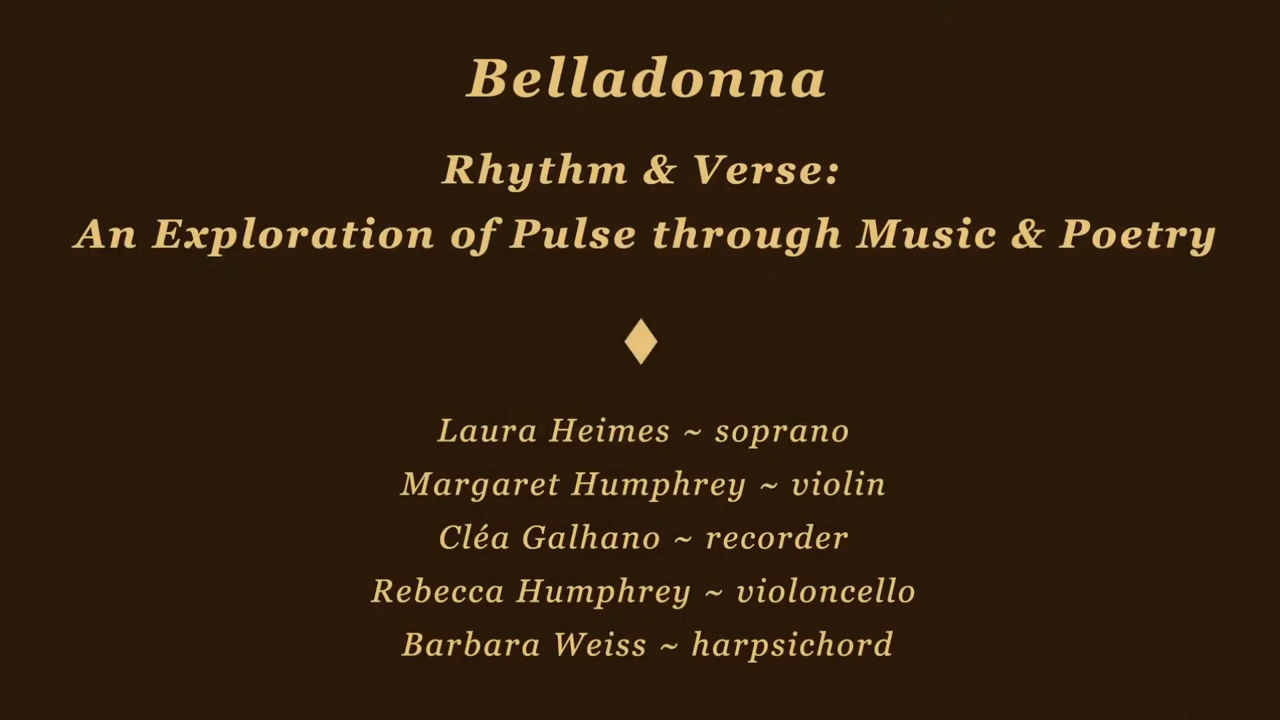 Belladonna
Rhythm & Verse:
An Exploration of Pulse through Music & Poetry
Laura Heimes ~ soprano
Margaret Humphrey ~ violin
Cléa Galhano ~ recorder
Rebecca Humphrey ~ violoncello
Barbara Weiss ~ harpsichord